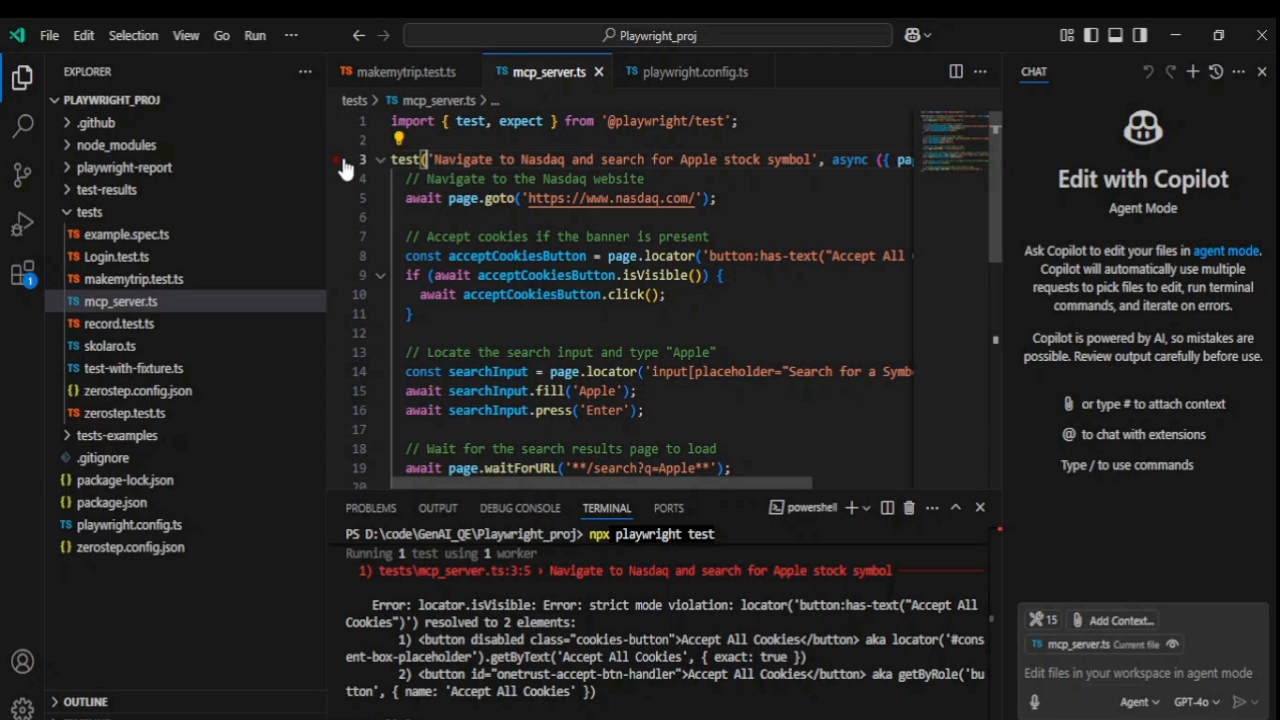 File Edit Selection View Go Run ···
Playwright_proj
EXPLORER
PLAYWRIGHT_PROJ
.github
node_modules
playwright-report
test-results
tests
TS example.spec.ts
TS Login.test.ts
TS makemytrip.test.ts
TS mcp_server.ts
TS record.test.ts
TS skolaro.ts
TS test-with-fixture.ts
{} zerostep.config.json
TS zerostep.test.ts
tests-examples
.gitignore
{} package-lock.json
{} package.json
TS playwright.config.ts
{} zerostep.config.json
OUTLINE
1
TS makemytrip.test.ts TS mcp_server.ts TS playwright.config.ts
tests > TS mcp_server.ts > ...
1 import { test, expect } from '@playwright/test';
2
3 test('Navigate to Nasdaq and search for Apple stock symbol', async ({ pa
4 // Navigate to the Nasdaq website
5 await page.goto('https://www.nasdaq.com/');
6
7 // Accept cookies if the banner is present
8 const acceptCookiesButton = page.locator('button:has-text("Accept All
9 if (await acceptCookiesButton.isVisible()) {
10 await acceptCookiesButton.click();
11 }
12
13 // Locate the search input and type "Apple"
14 const searchInput = page.locator('input[placeholder="Search for a Symb
15 await searchInput.fill('Apple');
16 await searchInput.press('Enter');
17
18 // Wait for the search results page to load
19 await page.waitForURL('**/search?q=Apple**');
20
PROBLEMS OUTPUT DEBUG CONSOLE TERMINAL PORTS powershell
PS D:\code\GenAI_QE\Playwright_proj> npx playwright test
Running 1 test using 1 worker
1) tests\mcp_server.ts:3:5 › Navigate to Nasdaq and search for Apple stock symbol
Error: locator.isVisible: Error: strict mode violation: locator('button:has-text("Accept All
Cookies")') resolved to 2 elements:
1) <button disabled class="cookies-button">Accept All Cookies</button> aka locator('#cons
ent-box-placeholder').getByText('Accept All Cookies', { exact: true })
2) <button id="onetrust-accept-btn-handler">Accept All Cookies</button> aka getByRole('bu
tton', { name: 'Accept All Cookies' })
CHAT
Edit with Copilot
Agent Mode
Ask Copilot to edit your files in agent mode.
Copilot will automatically use multiple
requests to pick files to edit, run terminal
commands, and iterate on errors.
Copilot is powered by AI, so mistakes are
possible. Review output carefully before use.
or type # to attach context
@ to chat with extensions
Type / to use commands
15 Add Context...
TS mcp_server.ts Current file
Edit files in your workspace in agent mode
Agent GPT-4o